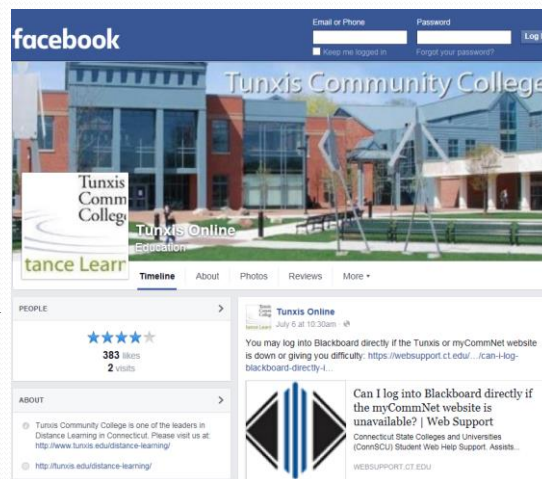 facebook
Email or Phone
Password
Log
Keep me logged in
Forgot your password?
Tunxis Community College
Tunxis
Comm
College
tance Learr
Tunxis Online
Education
Timeline
About
Photos
Reviews
More
PEOPLE
383 likes
2 visits
ABOUT
Tunxis Community College is one of the leaders in
Distance Learning in Connecticut. Please visit us at:
http://www.tunxis.edu/distance-learning/
http://tunxis.edu/distance-learning/
Tunxis Online
July 6 at 10:30am
You may log into Blackboard directly if the Tunxis or myCommNet website
is down or giving you difficulty: https://websupport.ct.edu/.../can-i-log-
blackboard-directly-i...
Can I log into Blackboard directly if
the myCommNet website is
unavailable? | Web Support
Connecticut State Colleges and Universities
(ConnSCU) Student Web Help Support. Assists...
WEBSUPPORT.CT.EDU